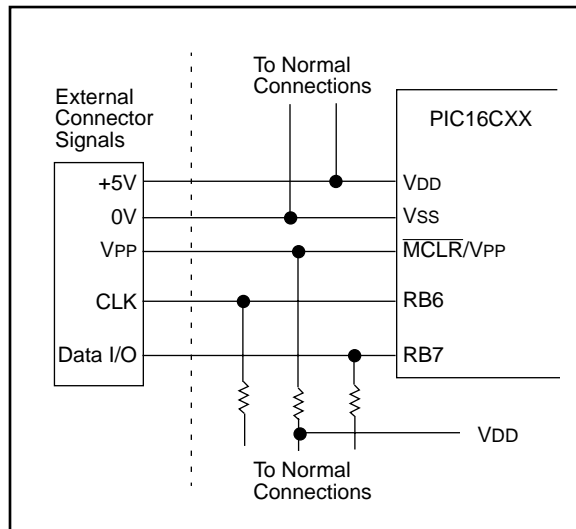 To Normal
Connections
External
Connector
Signals
PIC16CXX
+5V
VDD
0V
VSS
VPP
MCLR/VPP
CLK
RB6
Data I/O
RB7
VDD
To Normal
Connections